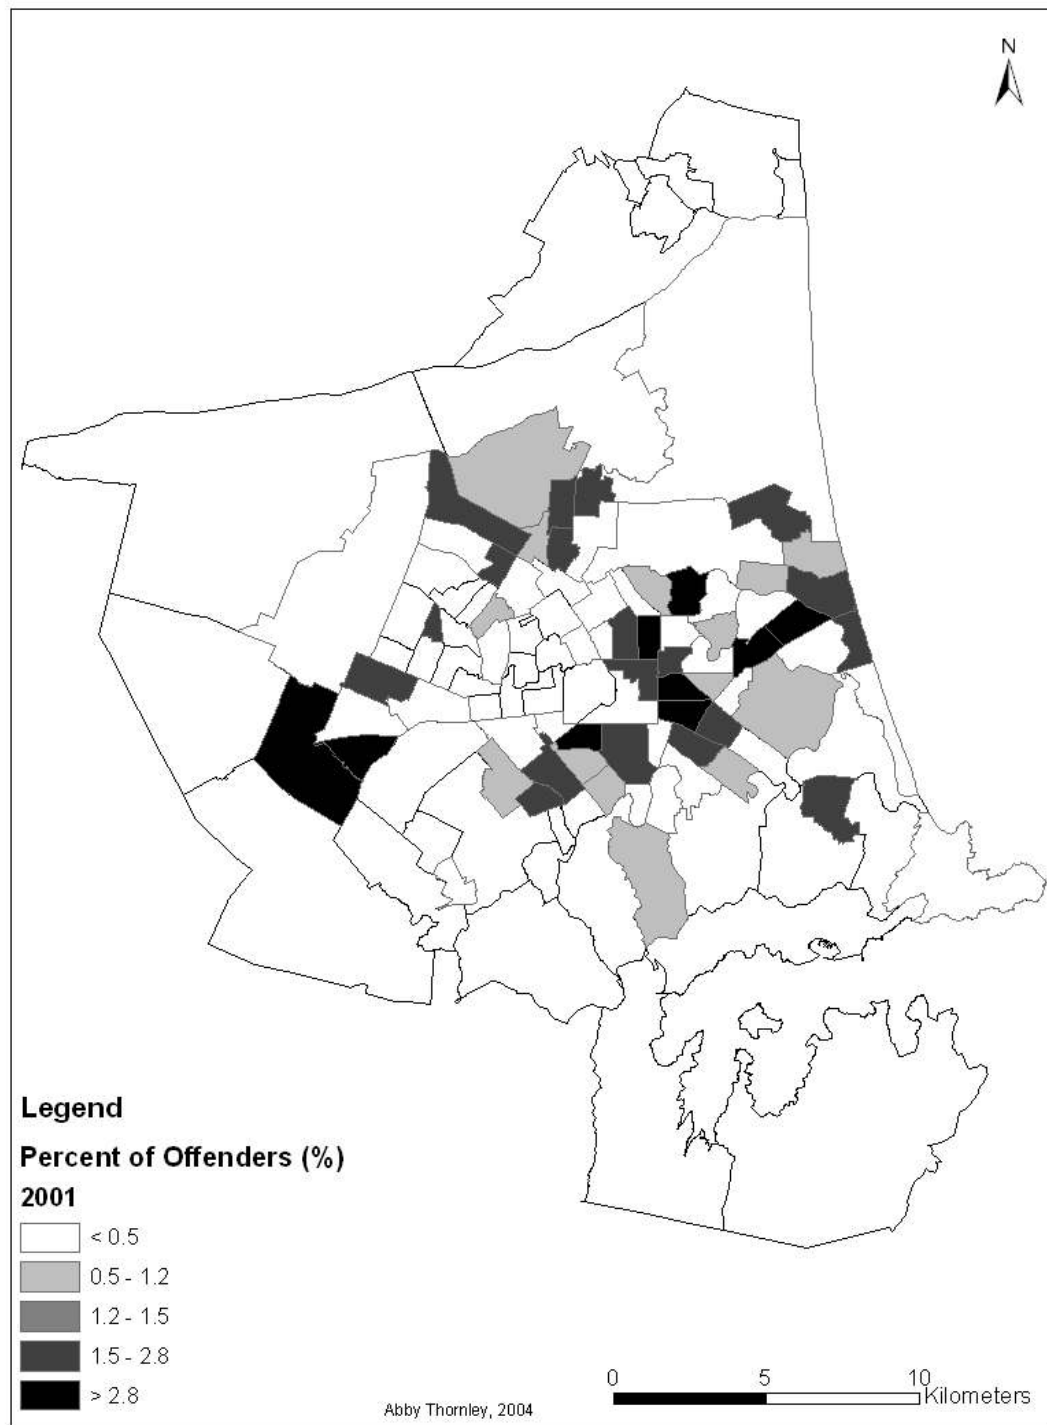 N
Legend
Percent of Offenders (%)
2001
< 0.5
0.5 - 1.2
1.2 - 1.5
1.5 - 2.8
> 2.8
0 5 10
Kilometers
Abby Thornley, 2004